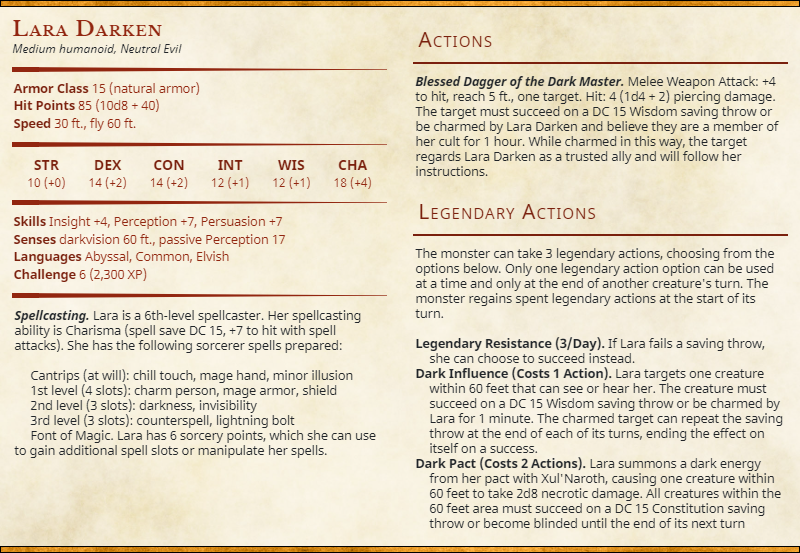 Lara Darken
Medium humanoid, Neutral Evil
Armor Class 15 (natural armor)
Hit Points 85 (10d8 + 40)
Speed 30 ft., fly 60 ft.
STR DEX CON INT WIS CHA
10 (+0) 14 (+2) 14 (+2) 12 (+1) 12 (+1) 18 (+4)
Skills Insight +4, Perception +7, Persuasion +7
Senses darkvision 60 ft., passive Perception 17
Languages Abyssal, Common, Elvish
Challenge 6 (2,300 XP)
Spellcasting. Lara is a 6th-level spellcaster. Her spellcasting
ability is Charisma (spell save DC 15, +7 to hit with spell
attacks). She has the following sorcerer spells prepared:
Cantrips (at will): chill touch, mage hand, minor illusion
1st level (4 slots): charm person, mage armor, shield
2nd level (3 slots): darkness, invisibility
3rd level (3 slots): counterspell, lightning bolt
Font of Magic. Lara has 6 sorcery points, which she can use
to gain additional spell slots or manipulate her spells.
Actions
Blessed Dagger of the Dark Master. Melee Weapon Attack: +4
to hit, reach 5 ft., one target. Hit: 4 (1d4 + 2) piercing damage.
The target must succeed on a DC 15 Wisdom saving throw or
be charmed by Lara Darken and believe they are a member of
her cult for 1 hour. While charmed in this way, the target
regards Lara Darken as a trusted ally and will follow her
instructions.
Legendary Actions
The monster can take 3 legendary actions, choosing from the
options below. Only one legendary action option can be used
at a time and only at the end of another creature's turn. The
monster regains spent legendary actions at the start of its
turn.
Legendary Resistance (3/Day). If Lara fails a saving throw,
she can choose to succeed instead.
Dark Influence (Costs 1 Action). Lara targets one creature
within 60 feet that can see or hear her. The creature must
succeed on a DC 15 Wisdom saving throw or be charmed by
Lara for 1 minute. The charmed target can repeat the saving
throw at the end of each of its turns, ending the effect on
itself on a success.
Dark Pact (Costs 2 Actions). Lara summons a dark energy
from her pact with Xul'Naroth, causing one creature within
60 feet to take 2d8 necrotic damage. All creatures within the
60 feet area must succeed on a DC 15 Constitution saving
throw or become blinded until the end of its next turn